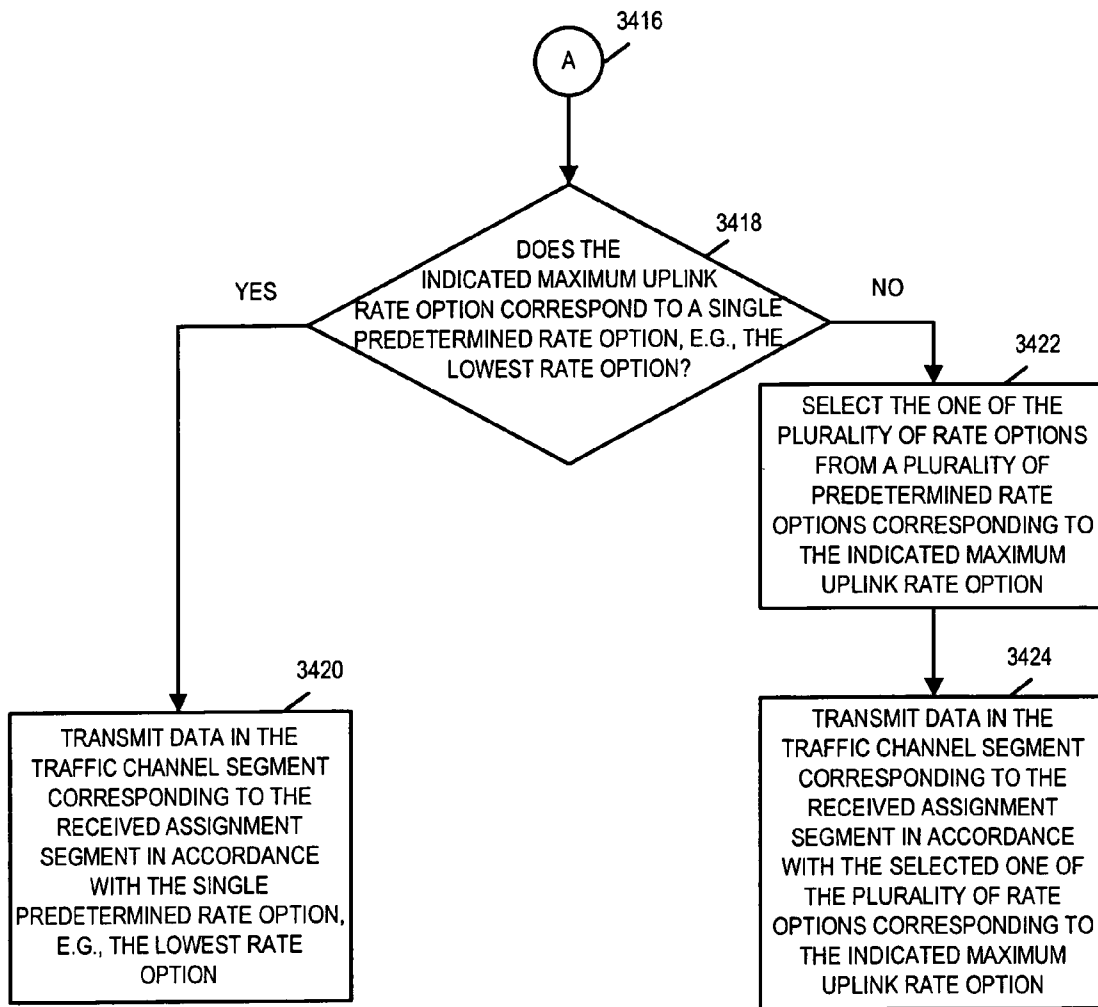 3416
A
3418
DOES THE
INDICATED MAXIMUM UPLINK
RATE OPTION CORRESPOND TO A SINGLE
PREDETERMINED RATE OPTION, E.G., THE
LOWEST RATE OPTION?
YES
NO
3422
SELECT THE ONE OF THE
PLURALITY OF RATE OPTIONS
FROM A PLURALITY OF
PREDETERMINED RATE
OPTIONS CORRESPONDING TO
THE INDICATED MAXIMUM
UPLINK RATE OPTION
3420
TRANSMIT DATA IN THE
TRAFFIC CHANNEL SEGMENT
CORRESPONDING TO THE
RECEIVED ASSIGNMENT
SEGMENT IN ACCORDANCE
WITH THE SINGLE
PREDETERMINED RATE OPTION,
E.G., THE LOWEST RATE
OPTION
3424
TRANSMIT DATA IN THE
TRAFFIC CHANNEL SEGMENT
CORRESPONDING TO THE
RECEIVED ASSIGNMENT
SEGMENT IN ACCORDANCE
WITH THE SELECTED ONE OF
THE PLURALITY OF RATE
OPTIONS CORRESPONDING TO
THE INDICATED MAXIMUM
UPLINK RATE OPTION